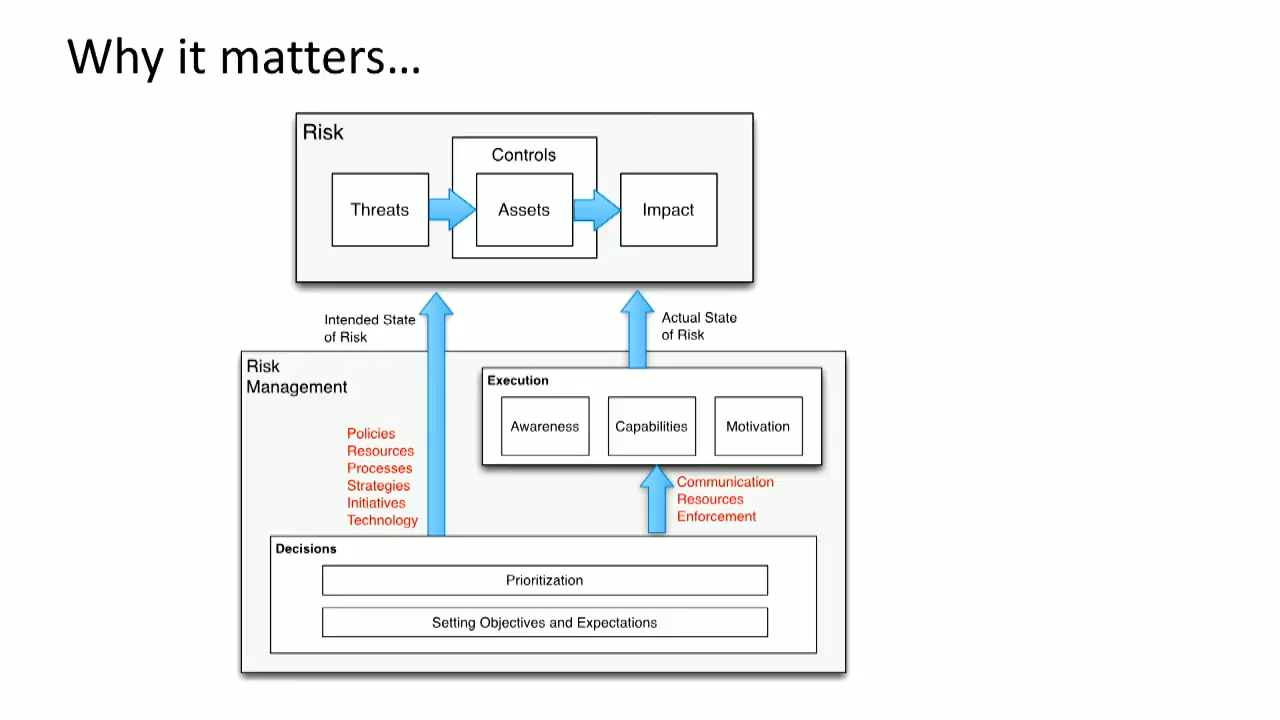 Why it matters...
Risk
Controls
Threats
Assets
Impact
Intended State
of Risk
Actual State
of Risk
Risk
Management
Execution
Awareness
Capabilities
Motivation
Policies
Resources
Processes
Strategies
Initiatives
Technology
Communication
Resources
Enforcement
Decisions
Prioritization
Setting Objectives and Expectations